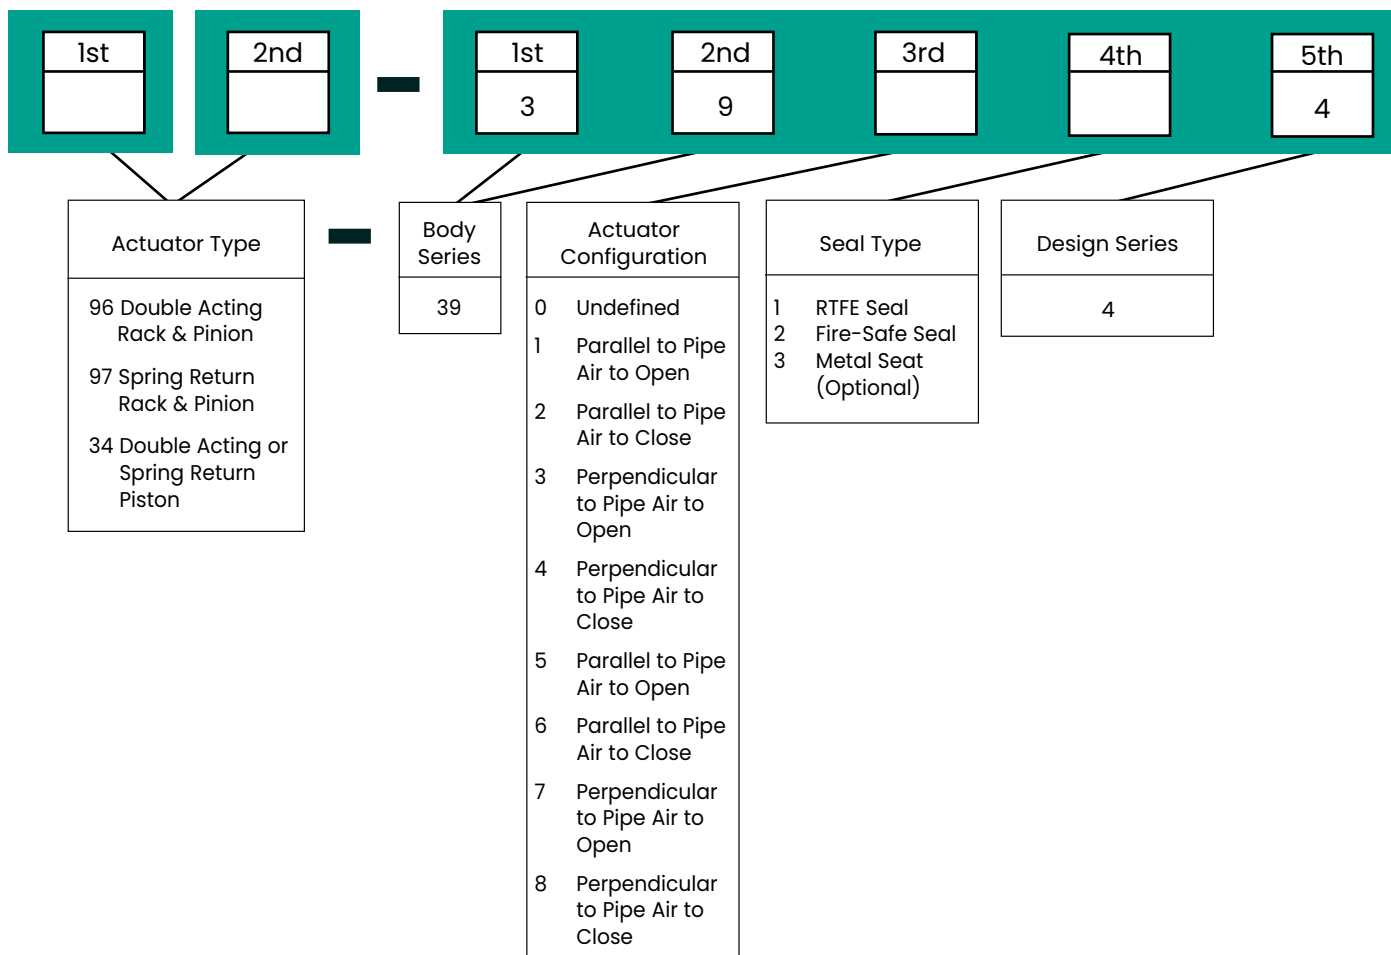 1st
2nd
1st
2nd
3rd
4th
5th
3
9
4
Actuator Type
96 Double Acting
Rack & Pinion
97 Spring Return
Rack & Pinion
34 Double Acting or
Spring Return
Piston
Body
Series
39
Actuator
Configuration
0 Undefined
1 Parallel to Pipe
Air to Open
2 Parallel to Pipe
Air to Close
3 Perpendicular
to Pipe Air to
Open
4 Perpendicular
to Pipe Air to
Close
5 Parallel to Pipe
Air to Open
6 Parallel to Pipe
Air to Close
7 Perpendicular
to Pipe Air to
Open
8 Perpendicular
to Pipe Air to
Close
Seal Type
1 RTFE Seal
2 Fire-Safe Seal
3 Metal Seat
(Optional)
Design Series
4